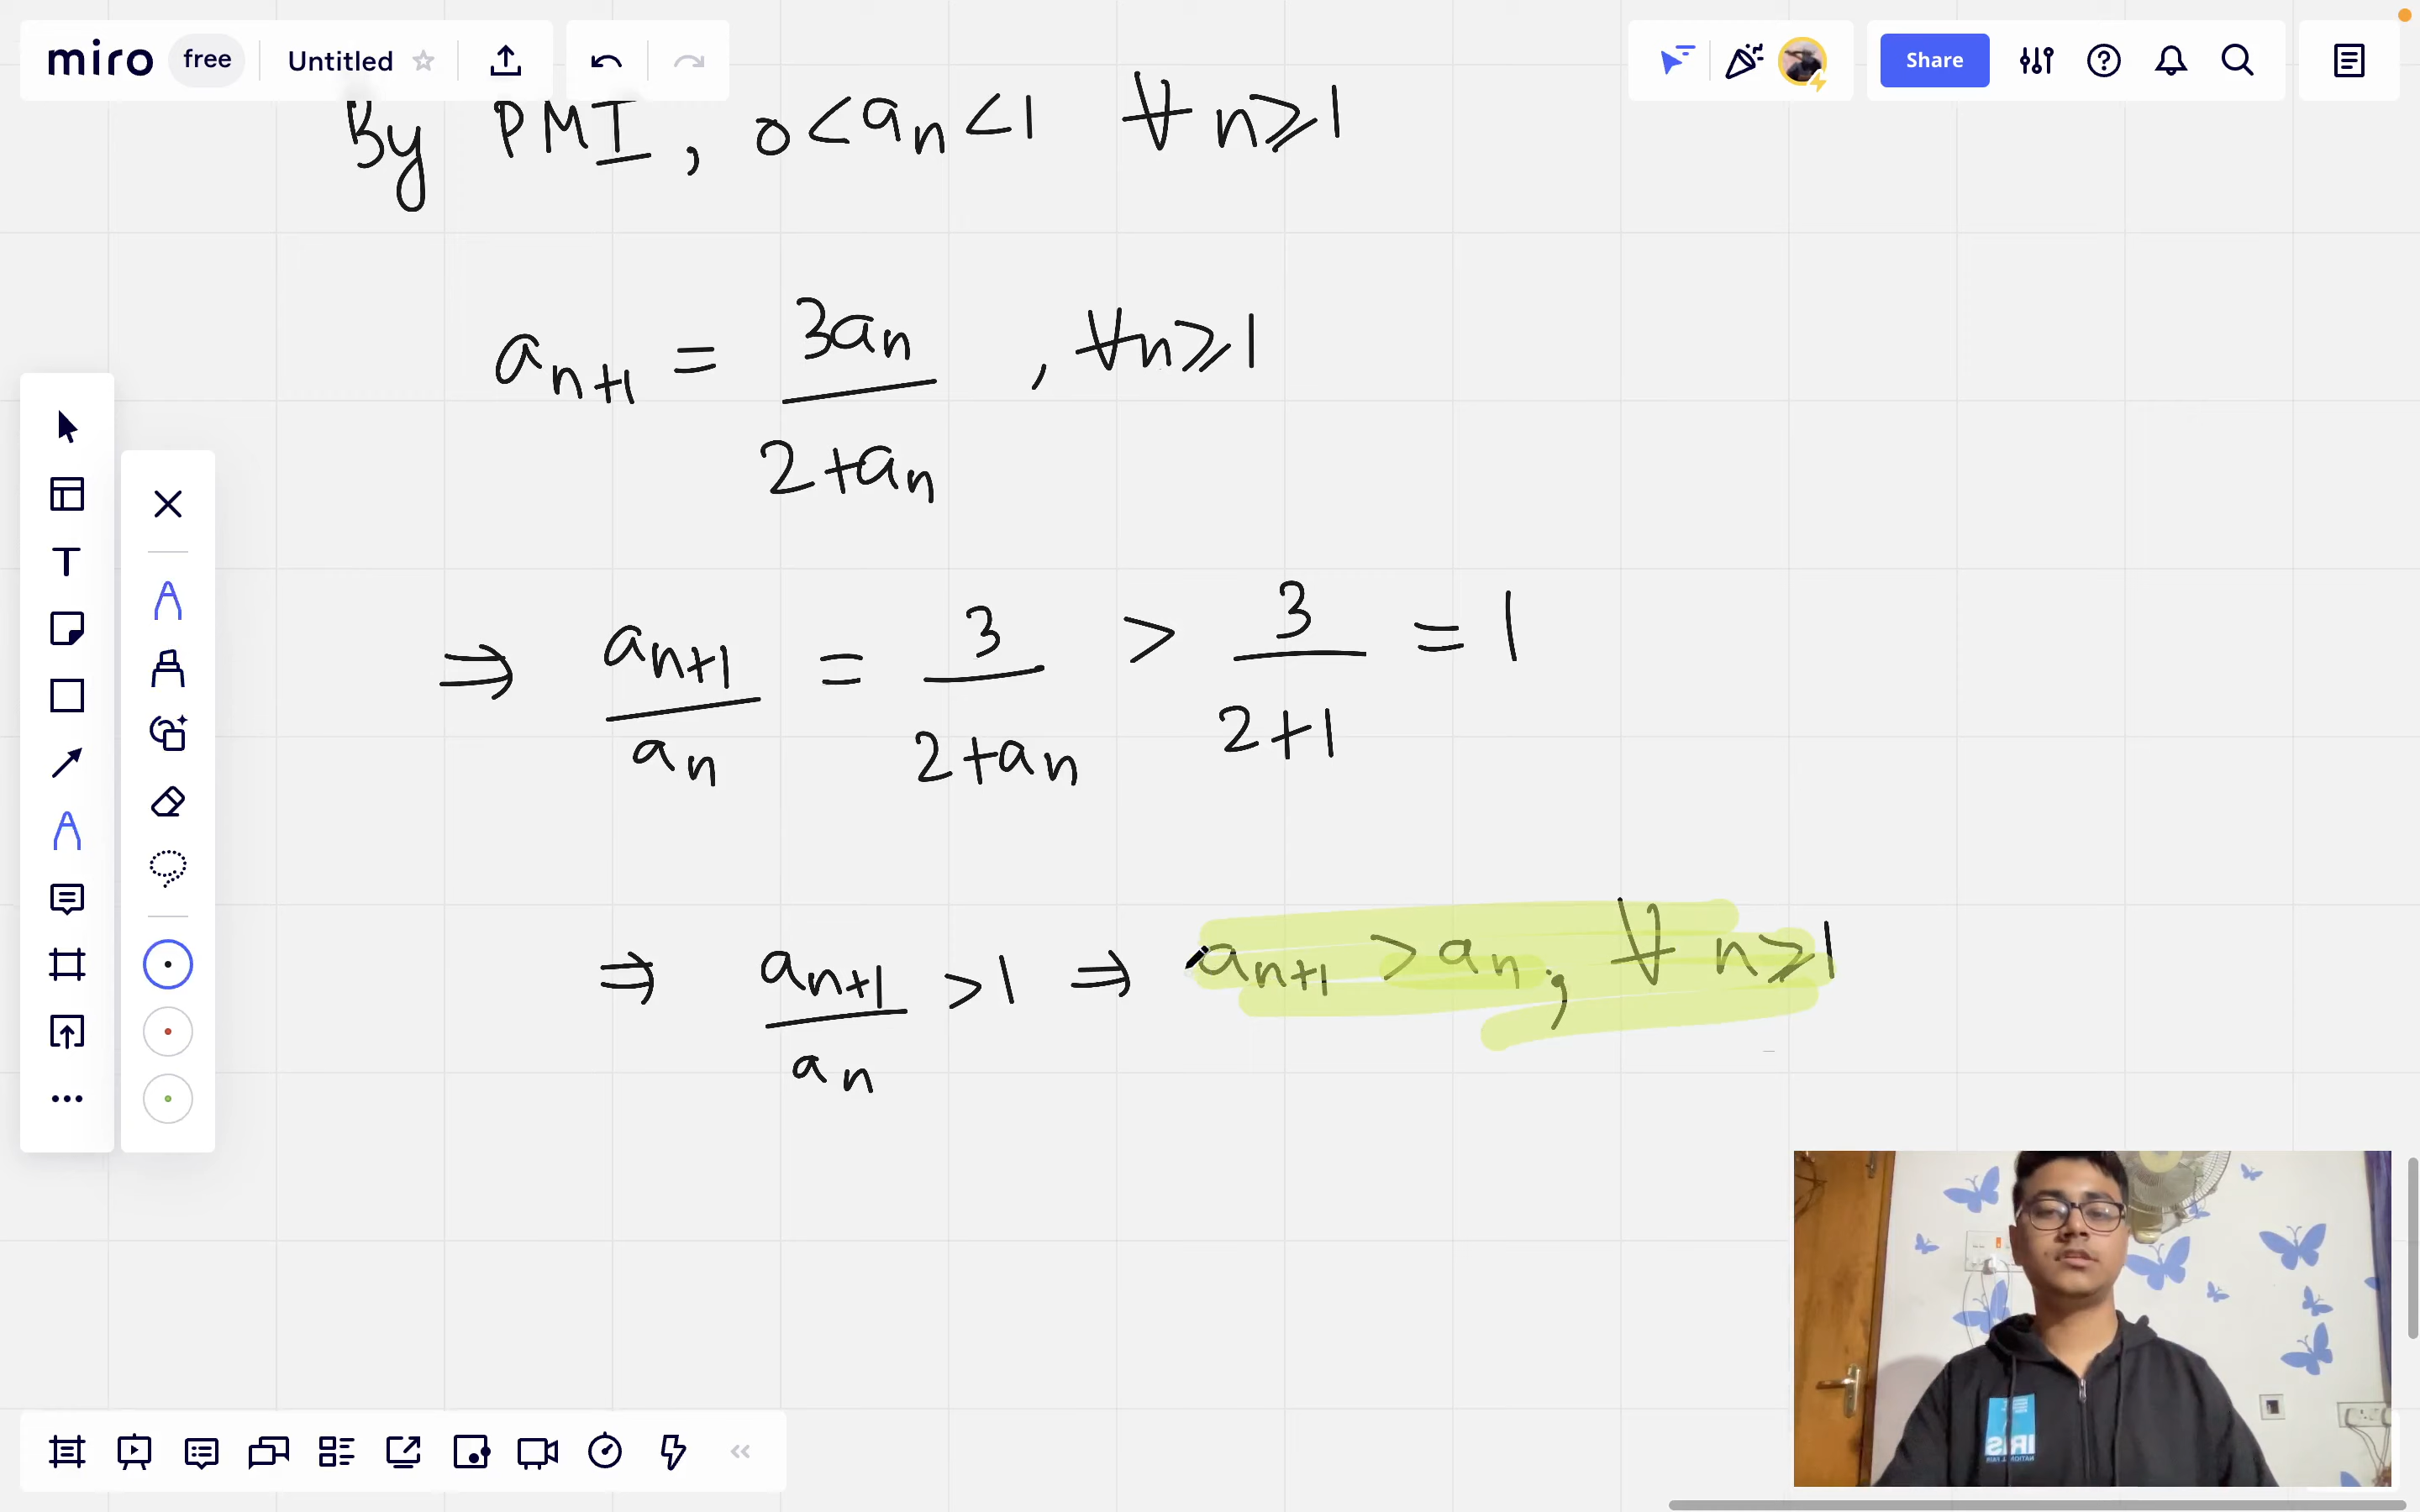 miro free Untitled Share
By PMI, 0 < aₙ < 1 ∀ n ⩾ 1
aₙ₊₁ = 3aₙ / 2+aₙ , ∀n ⩾ 1
⇒ aₙ₊₁ / aₙ = 3 / 2+aₙ > 3 / 2+1 = 1
⇒ aₙ₊₁ / aₙ > 1 ⇒ aₙ₊₁ > aₙ ; ∀ n ⩾ 1
IRIS